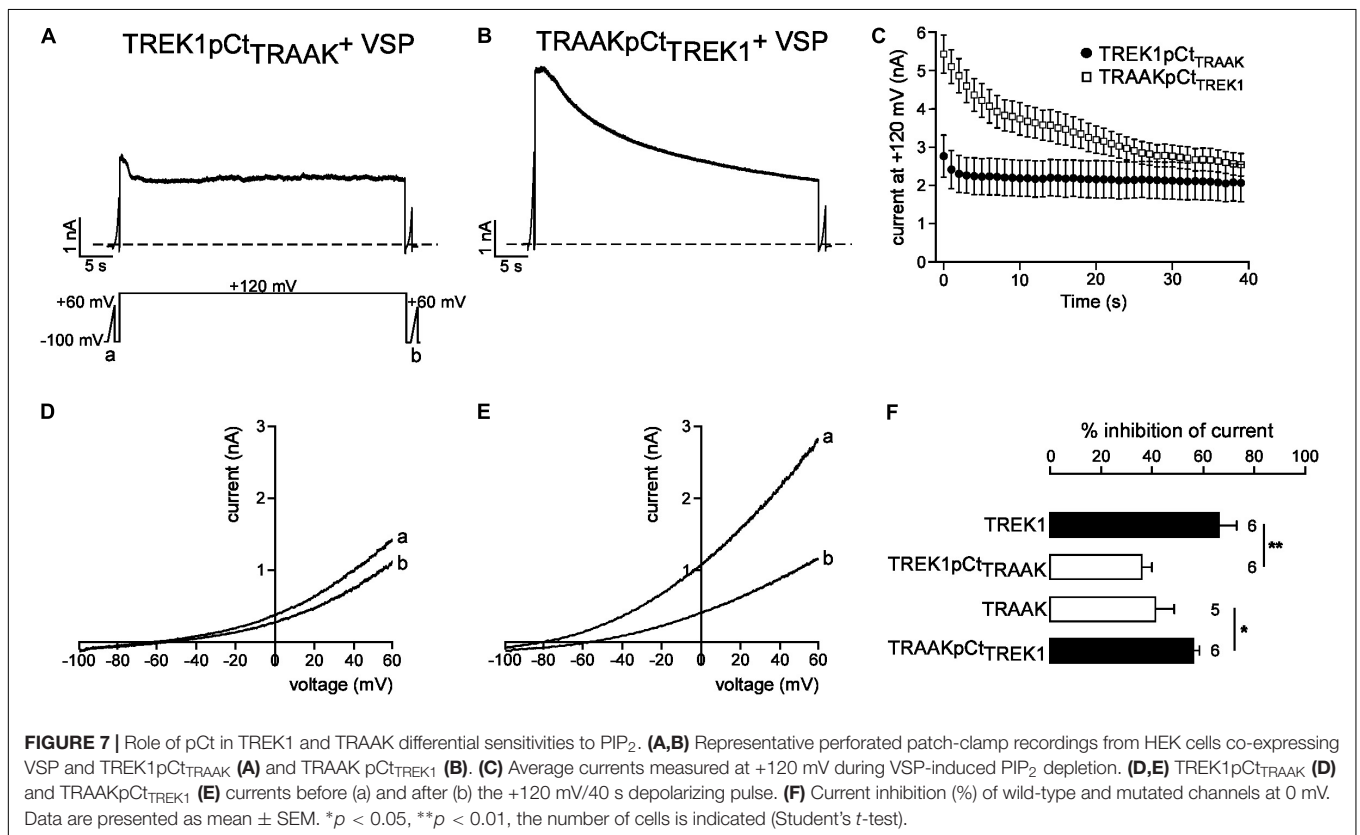 A
TREK1pCtTRAAK+ VSP
1 nA
5 s
+120 mV
+60 mV
+60 mV
-100 mV
a
b
B
TRAAKpCtTREK1+ VSP
1 nA
5 s
C
current at +120 mV (nA)
6
5
4
3
2
1
0
TREK1pCtTRAAK
TRAAKpCtTREK1
0 10 20 30 40
Time (s)
D
current (nA)
3
2
1
a
b
-100 -80 -60 -40 -20 0 20 40 60
voltage (mV)
E
current (nA)
3
2
1
a
b
-100 -80 -60 -40 -20 0 20 40 60
voltage (mV)
F
% inhibition of current
0 20 40 60 80 100
TREK1 6
**
TREK1pCtTRAAK 6
TRAAK 5
*
TRAAKpCtTREK1 6
FIGURE 7 | Role of pCt in TREK1 and TRAAK differential sensitivities to PIP2. (A,B) Representative perforated patch-clamp recordings from HEK cells co-expressing
VSP and TREK1pCtTRAAK (A) and TRAAK pCtTREK1 (B). (C) Average currents measured at +120 mV during VSP-induced PIP2 depletion. (D,E) TREK1pCtTRAAK (D)
and TRAAKpCtTREK1 (E) currents before (a) and after (b) the +120 mV/40 s depolarizing pulse. (F) Current inhibition (%) of wild-type and mutated channels at 0 mV.
Data are presented as mean ± SEM. *p < 0.05, **p < 0.01, the number of cells is indicated (Student's t-test).